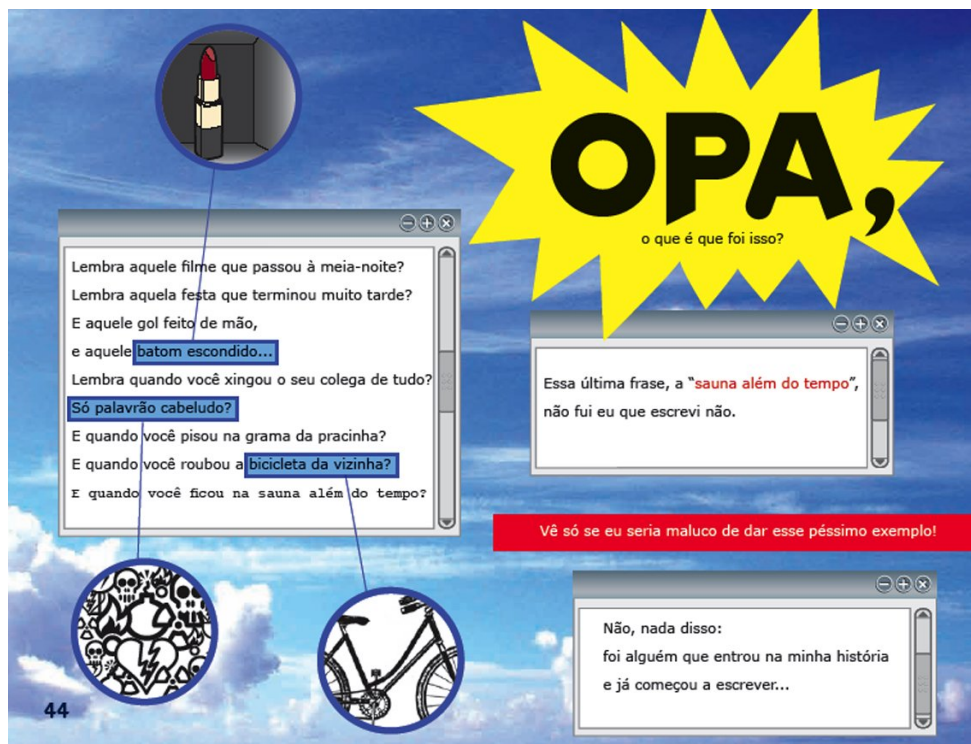 Lembra aquele filme que passou à meia-noite?
Lembra aquela festa que terminou muito tarde?
E aquele gol feito de mão,
e aquele batom escondido...
Lembra quando você xingou o seu colega de tudo?
Só palavrão cabeludo?
E quando você pisou na grama da pracinha?
E quando você roubou a bicicleta da vizinha?
E quando você ficou na sauna além do tempo?
OPA,
o que é que foi isso?
Essa última frase, a “sauna além do tempo”,
não fui eu que escrevi não.
Vê só se eu seria maluco de dar esse péssimo exemplo!
Não, nada disso:
foi alguém que entrou na minha história
e já começou a escrever...
44